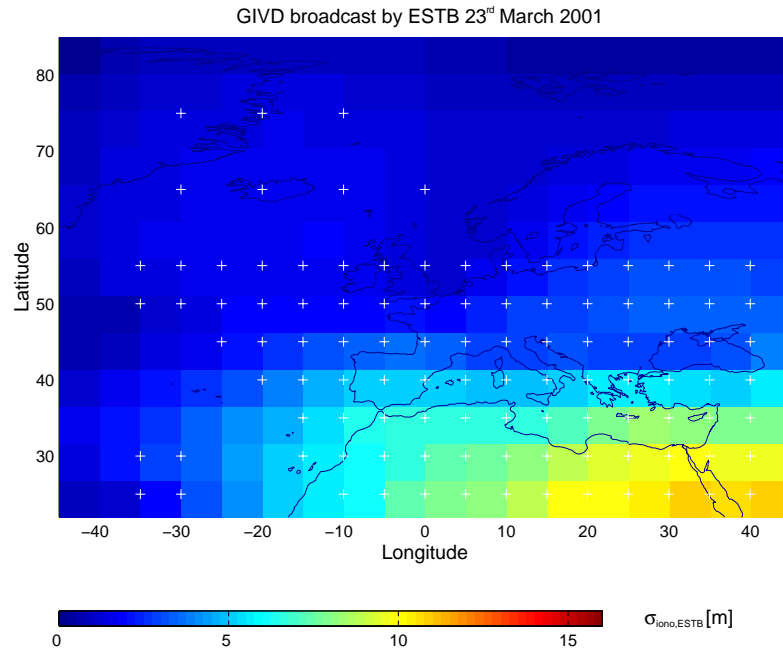 GIVD broadcast by ESTB 23rd March 2001
80
70
60
50
40
30
Latitude
−40 −30 −20 −10 0 10 20 30 40
Longitude
0 5 10 15
σiono,ESTB [m]